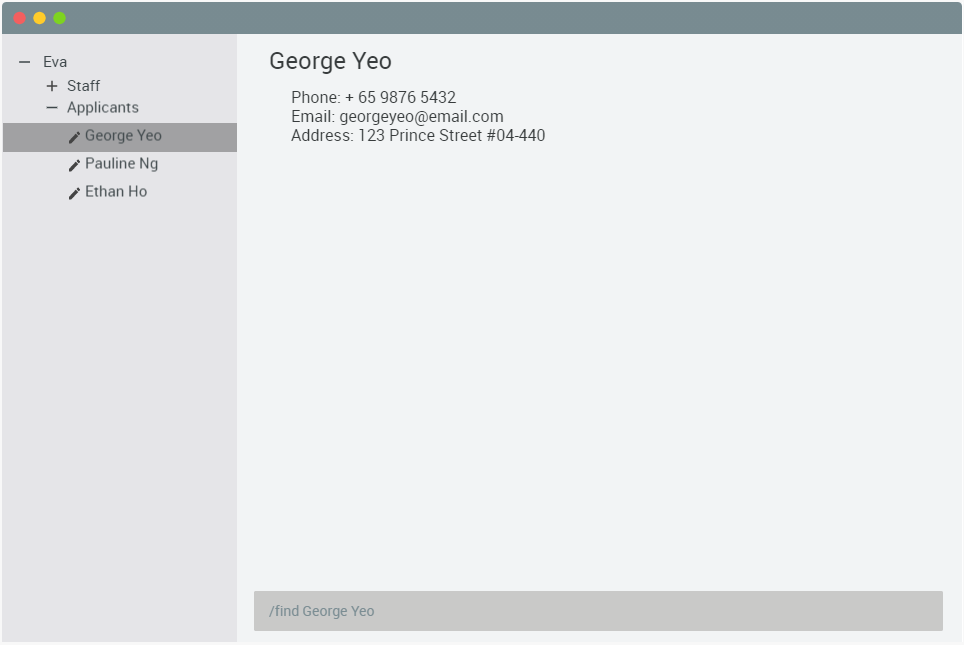 Eva
Staff
Applicants
George Yeo
Pauline Ng
Ethan Ho
George Yeo
Phone: + 65 9876 5432
Email: georgeyeo@email.com
Address: 123 Prince Street #04-440
/find George Yeo